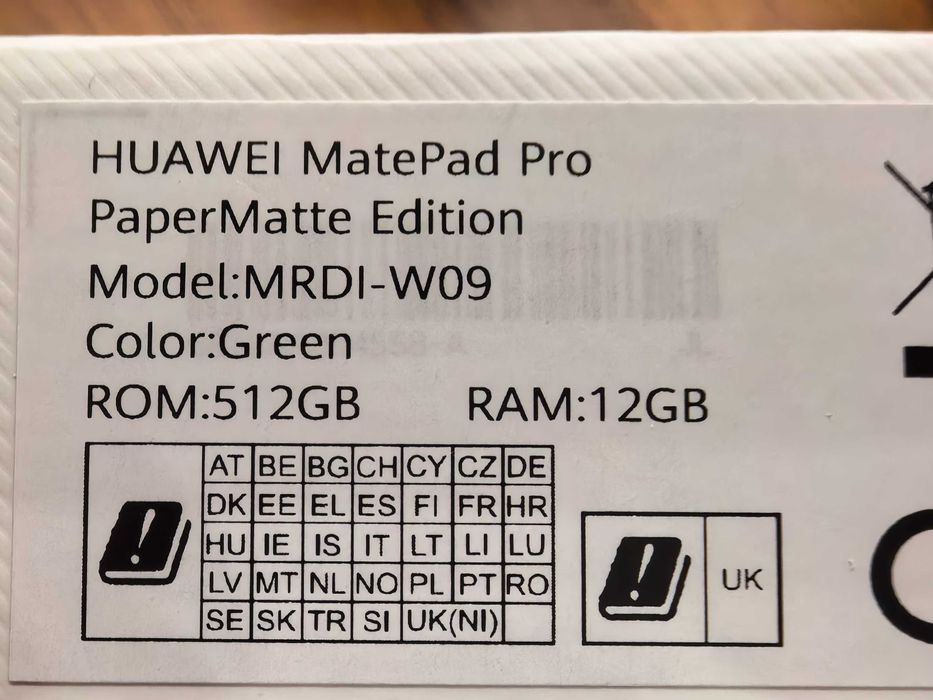 HUAWEI MatePad Pro
PaperMatte Edition
Model:MRDI-W09
Color:Green
ROM:512GB RAM:12GB
AT BE BG CH CY CZ DE
DK EE EL ES FI FR HR
HU IE IS IT LT LI LU
LV MT NL NO PL PT RO
SE SK TR SI UK(NI)
UK